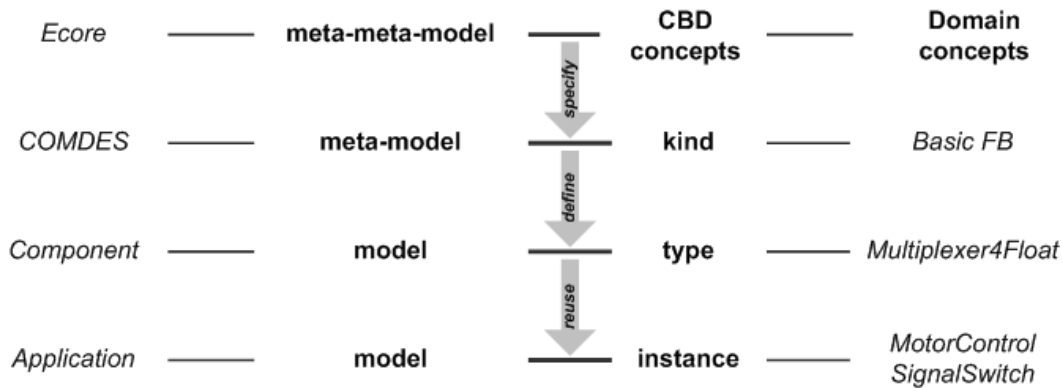 Ecore meta-meta-model CBD concepts Domain concepts
specify
COMDES meta-model kind Basic FB
define
Component model type Multiplexer4Float
reuse
Application model instance MotorControl SignalSwitch